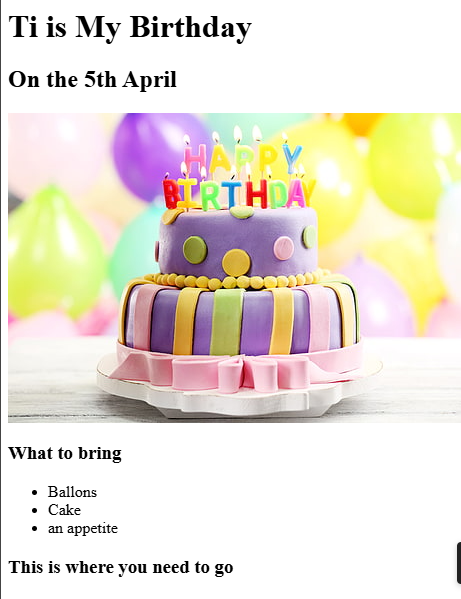 Ti is My Birthday
On the 5th April
HAPPY
BIRTHDAY
What to bring
Ballons
Cake
an appetite
This is where you need to go